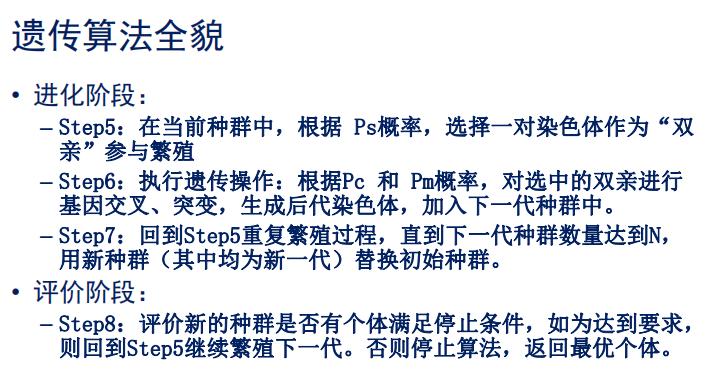 遗传算法全貌
• 进化阶段：
– Step5：在当前种群中，根据 Ps概率，选择一对染色体作为“双
亲”参与繁殖
– Step6：执行遗传操作：根据Pc 和 Pm概率，对选中的双亲进行
基因交叉、突变，生成后代染色体，加入下一代种群中。
– Step7：回到Step5重复繁殖过程，直到下一代种群数量达到N，
用新种群（其中均为新一代）替换初始种群。
• 评价阶段：
– Step8：评价新的种群是否有个体满足停止条件，如为达到要求，
则回到Step5继续繁殖下一代。否则停止算法，返回最优个体。